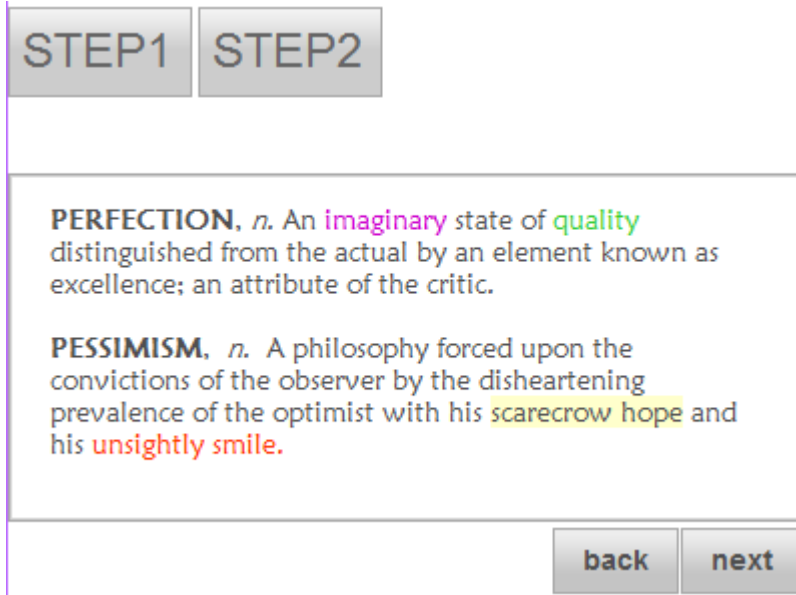 STEP1 STEP2
PERFECTION, n. An imaginary state of quality
distinguished from the actual by an element known as
excellence; an attribute of the critic.
PESSIMISM, n. A philosophy forced upon the
convictions of the observer by the disheartening
prevalence of the optimist with his scarecrow hope and
his unsightly smile.
back next